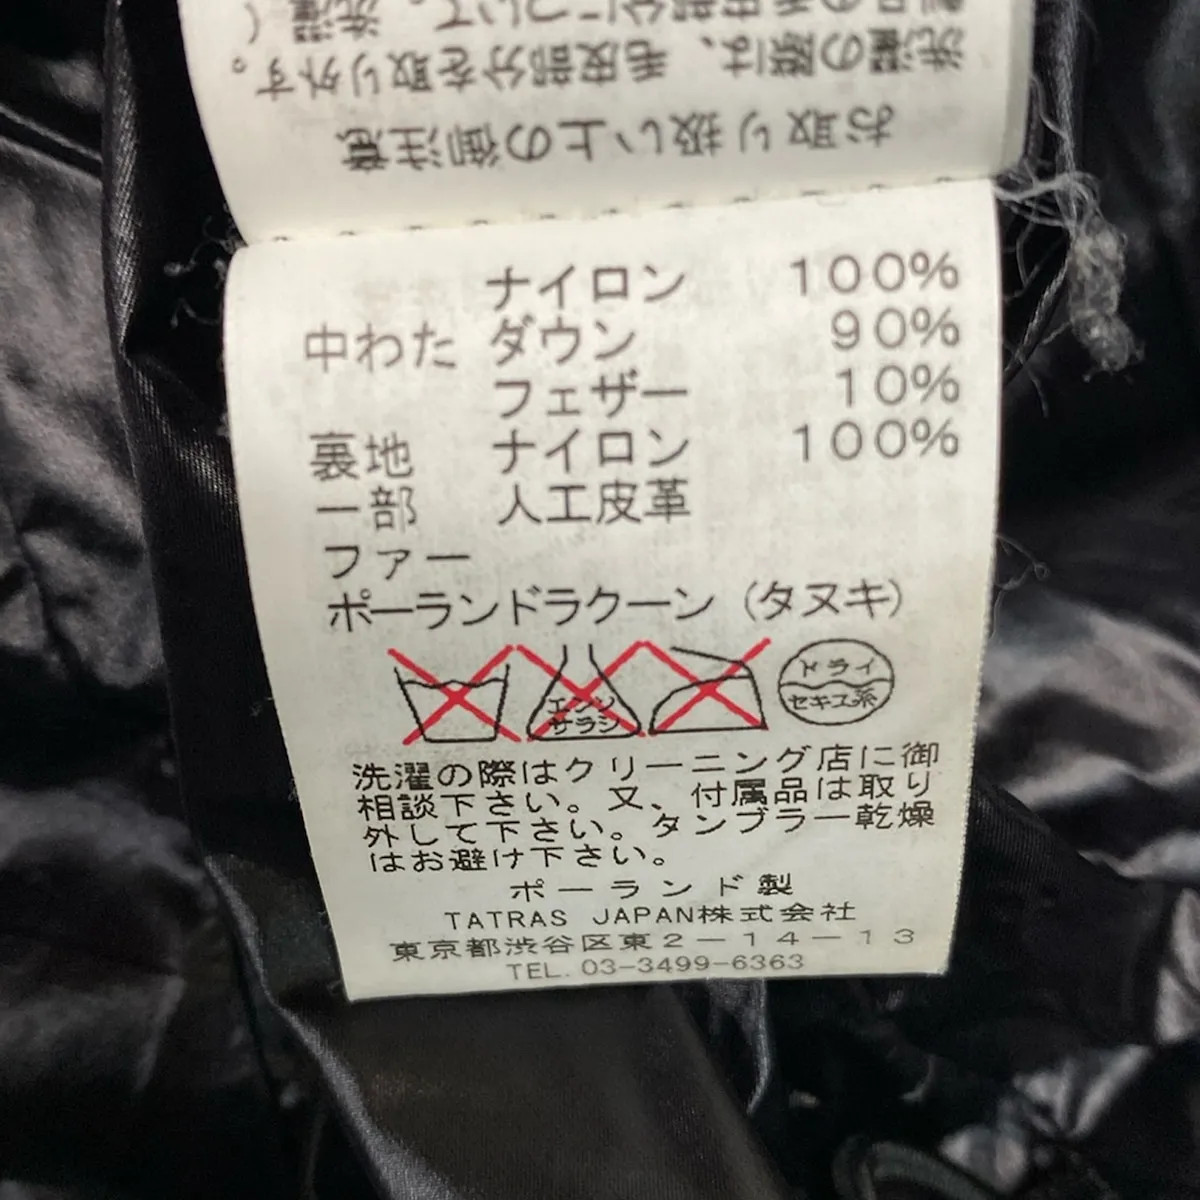 お取り扱い上の御注意
洗濯の際は、毛皮部分を取り外す。
ナイロン 100%
中わた ダウン 90%
フェザー 10%
裏地 ナイロン 100%
一部 人工皮革
ファー
ポーランドラクーン（タヌキ）
エンソ
サラシ
ドライ
セキユ系
洗濯の際はクリーニング店に御
相談下さい。又、付属品は取り
外して下さい。タンブラー乾燥
はお避け下さい。
ポーランド製
TATRAS JAPAN株式会社
東京都渋谷区東2－14－13
TEL. 03-3499-6363